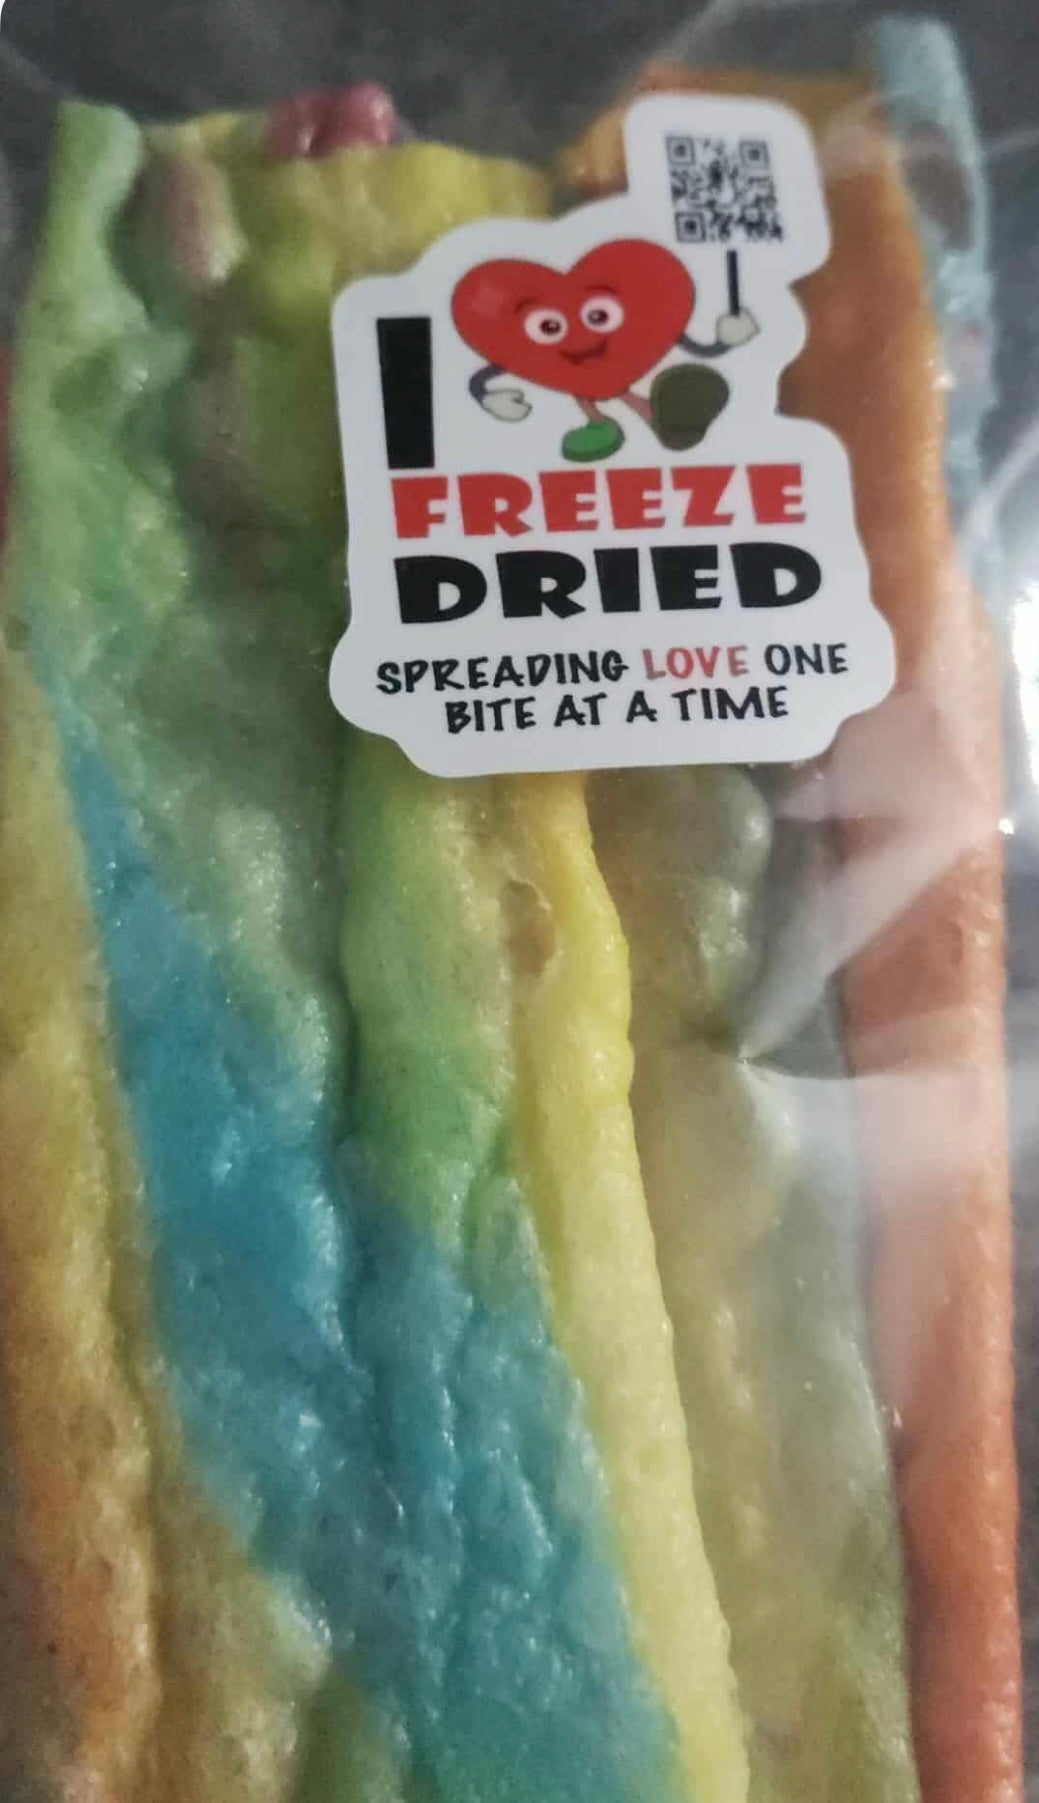 I
FREEZE
DRIED
SPREADING LOVE ONE
BITE AT A TIME